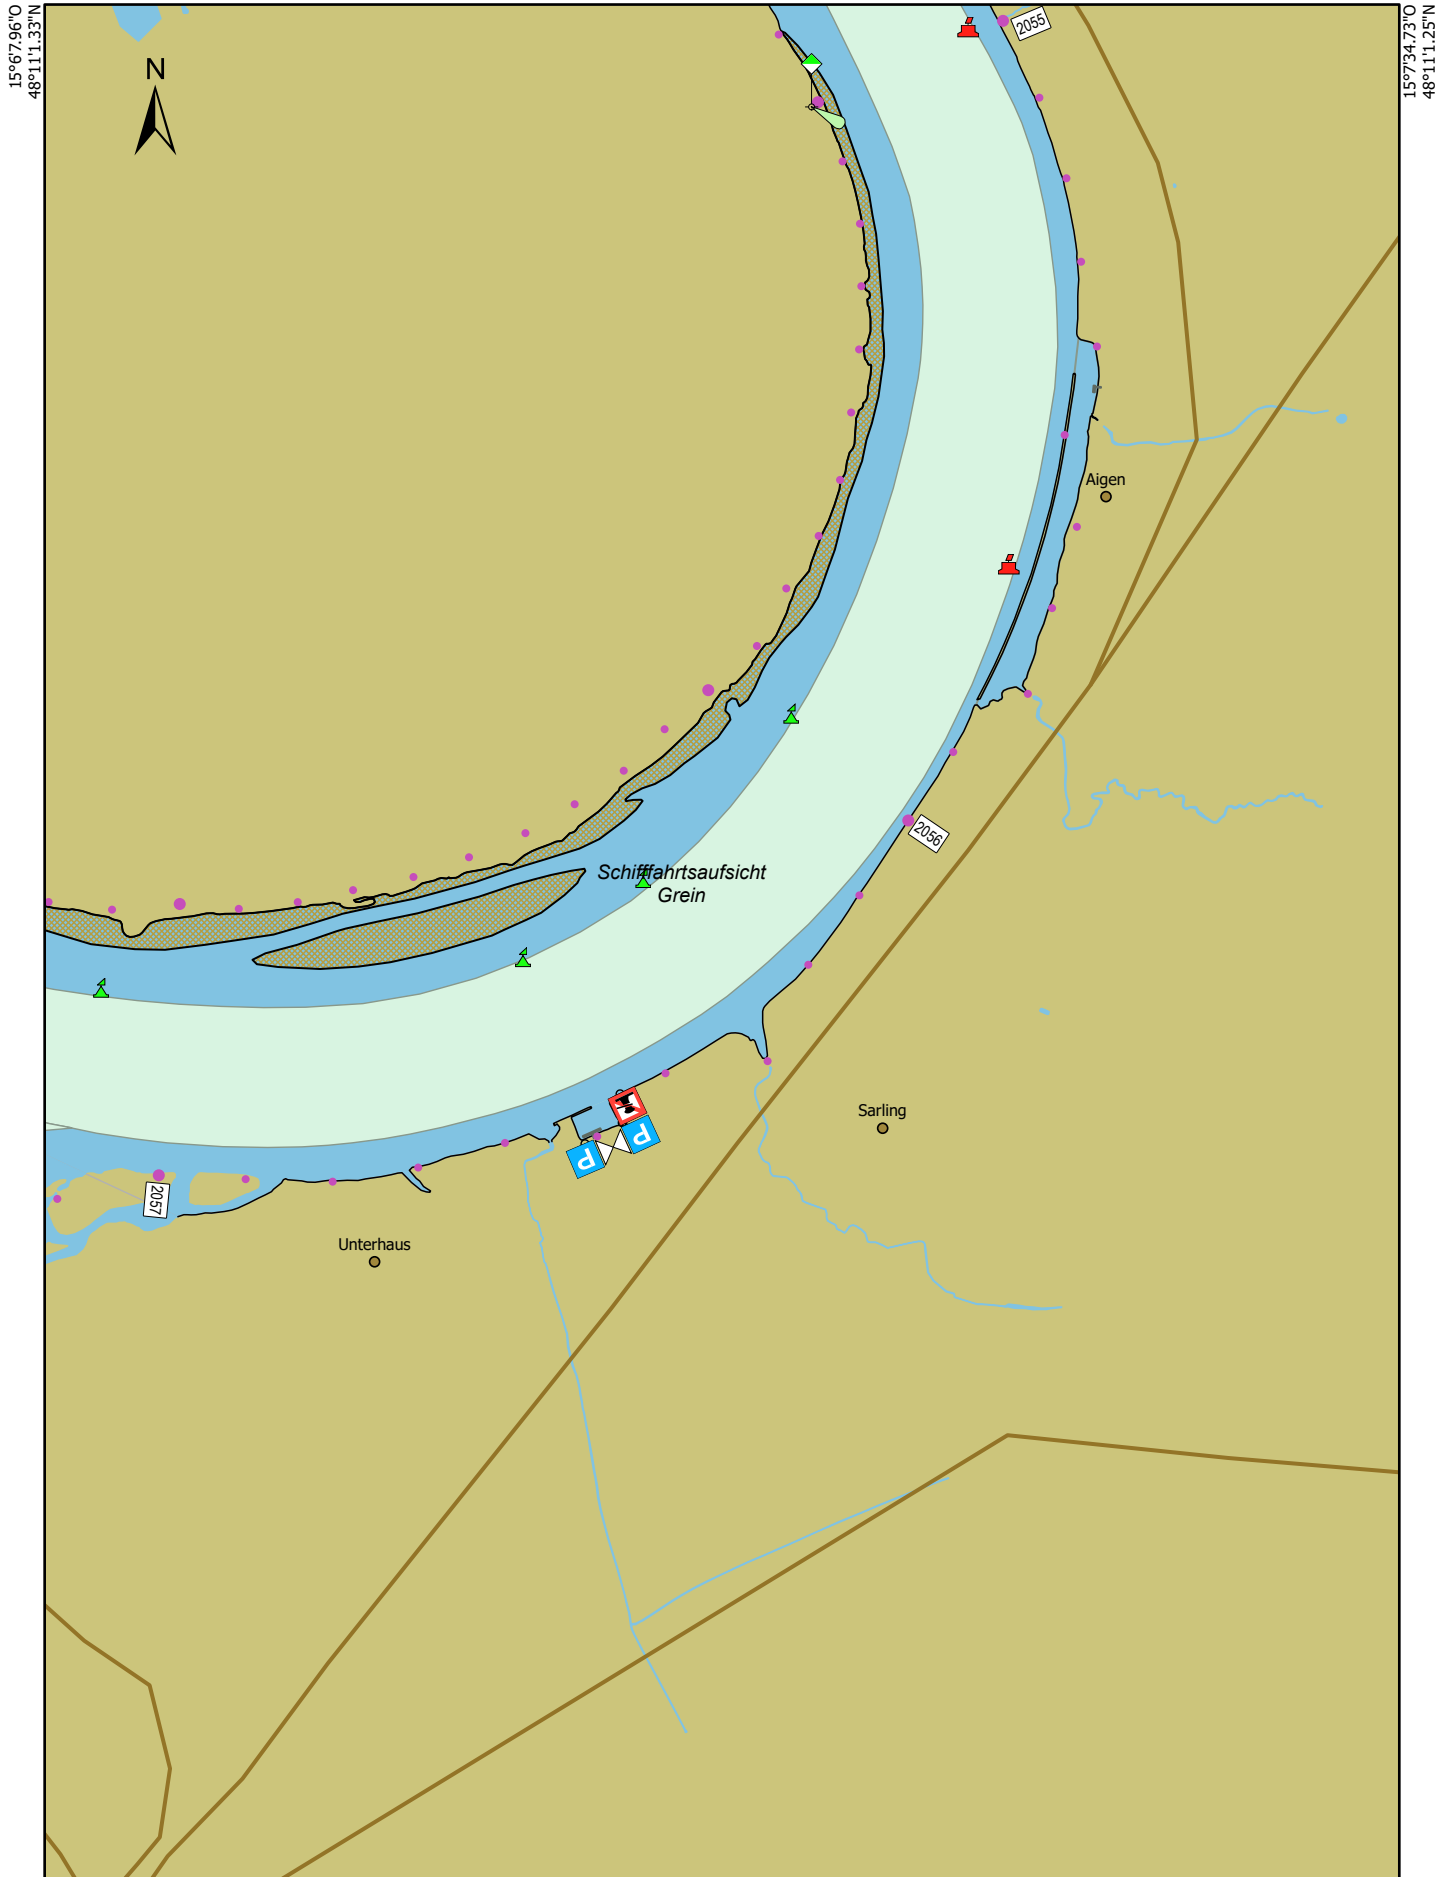 15°6'7.96"O
48°11'1.33"N
15°7'34.73"O
48°11'1.25"N
N
2055
Aigen
2056
Schifffahrtsaufsicht
Grein
Sarling
P
P
2057
Unterhaus